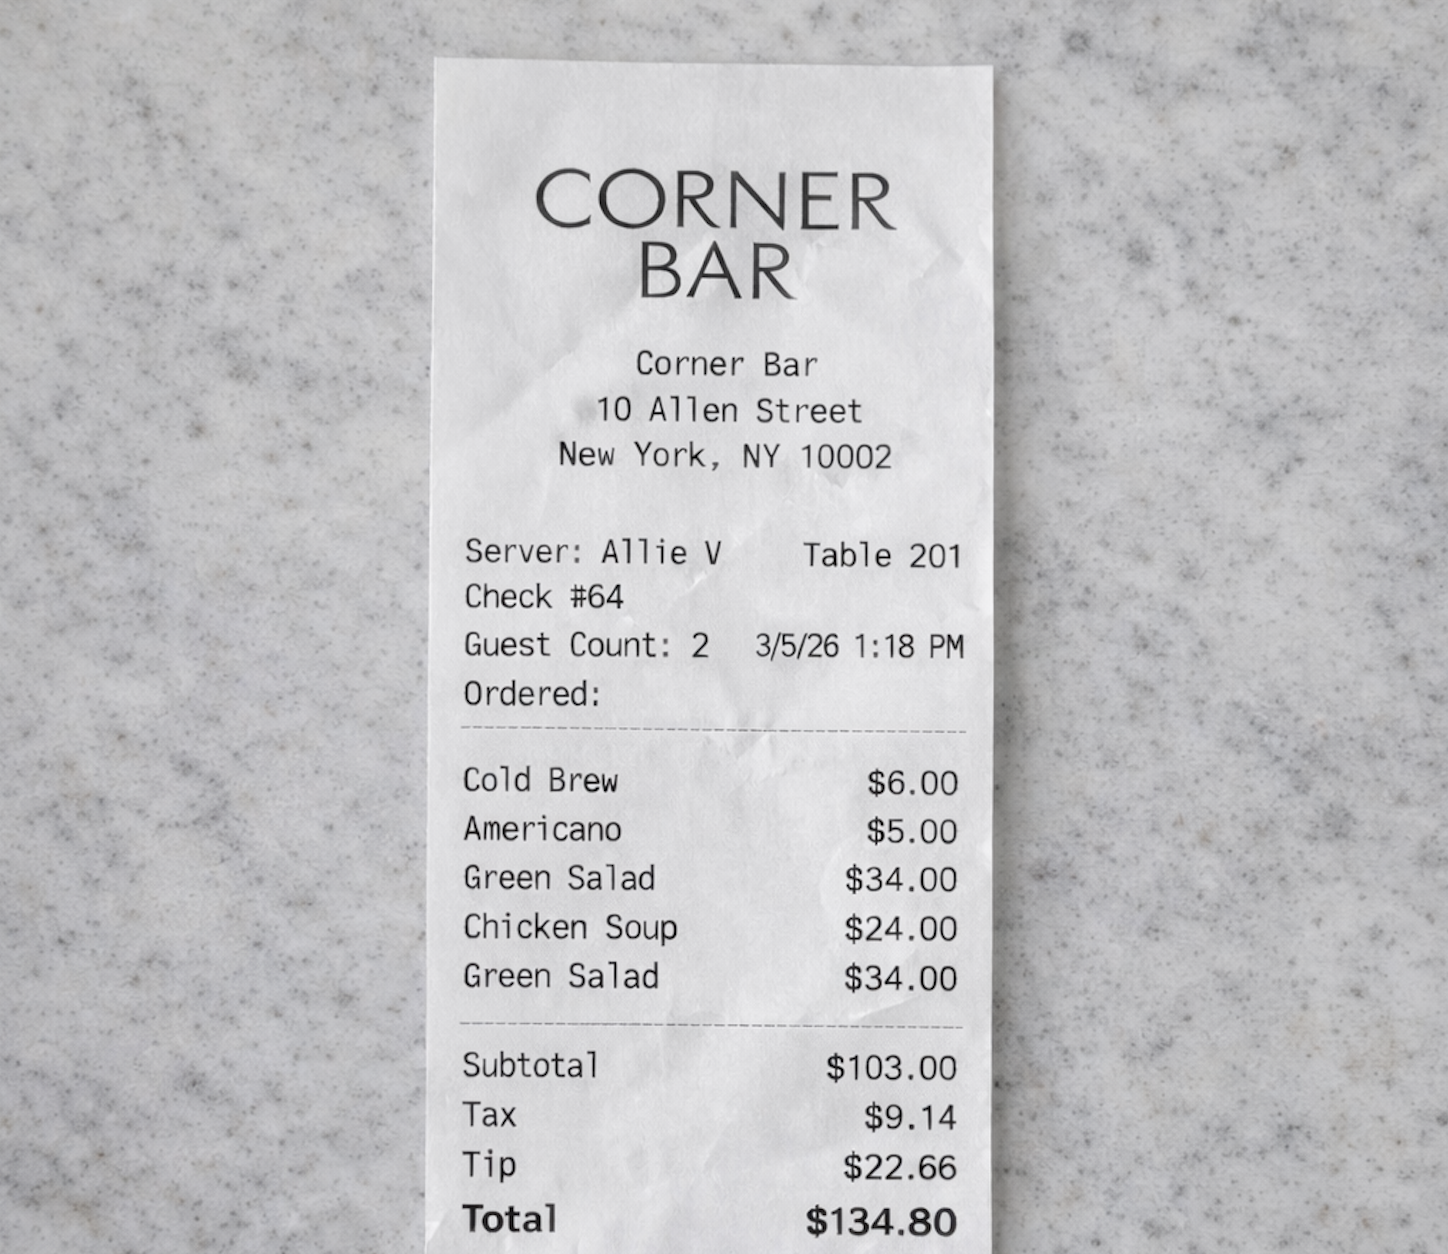 CORNER
BAR
Corner Bar
10 Allen Street
New York, NY 10002
Server: Allie V Table 201
Check #64
Guest Count: 2 3/5/26 1:18 PM
Ordered:
Cold Brew $6.00
Americano $5.00
Green Salad $34.00
Chicken Soup $24.00
Green Salad $34.00
Subtotal $103.00
Tax $9.14
Tip $22.66
Total $134.80